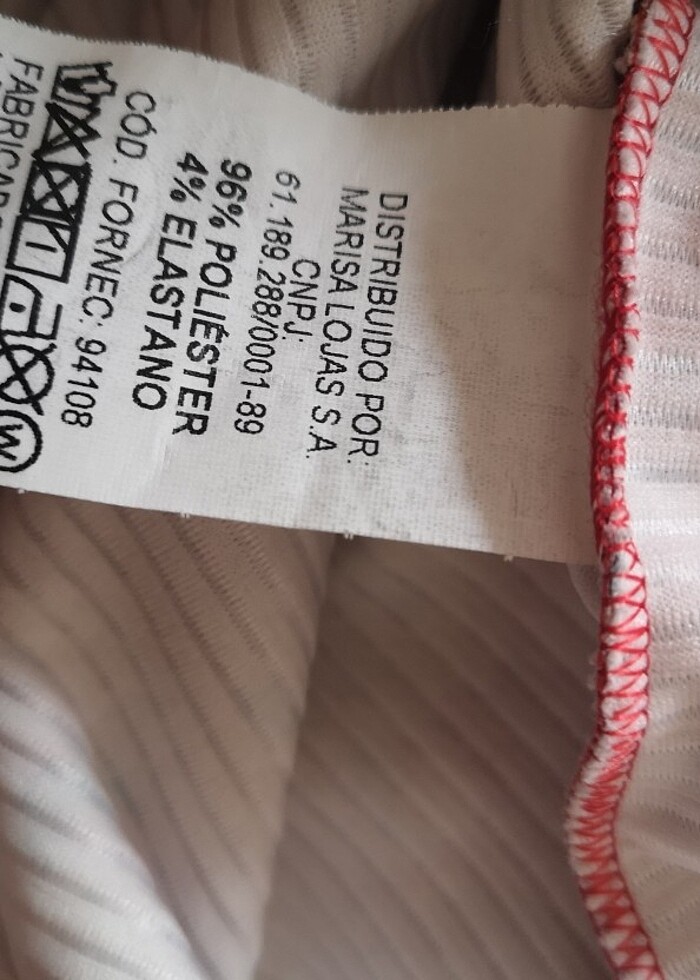 DISTRIBUIDO POR:
MARISA LOJAS S.A.
CNPJ:
61.189.288/0001-89
96% POLIÉSTER
4% ELASTANO
CÓD. FORNEC: 94108
W